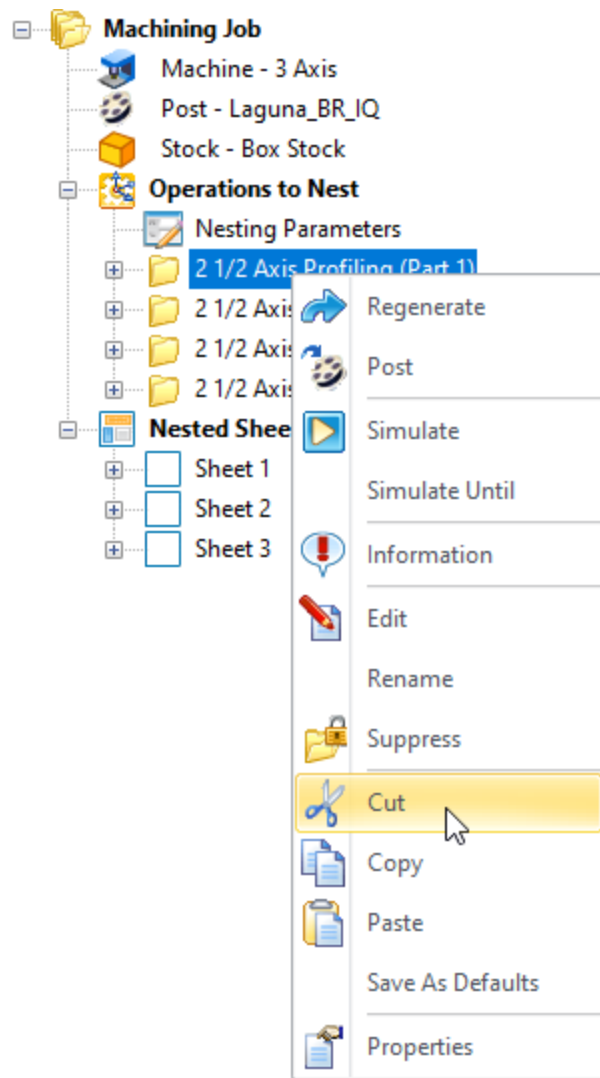 Machining Job
Machine - 3 Axis
Post - Laguna_BR_IQ
Stock - Box Stock
Operations to Nest
Nesting Parameters
2 1/2 Axis Profiling (Part 1)
2 1/2 Axis
2 1/2 Axis
2 1/2 Axis
Nested Shee
Sheet 1
Sheet 2
Sheet 3
Regenerate
Post
Simulate
Simulate Until
Information
Edit
Rename
Suppress
Cut
Copy
Paste
Save As Defaults
Properties